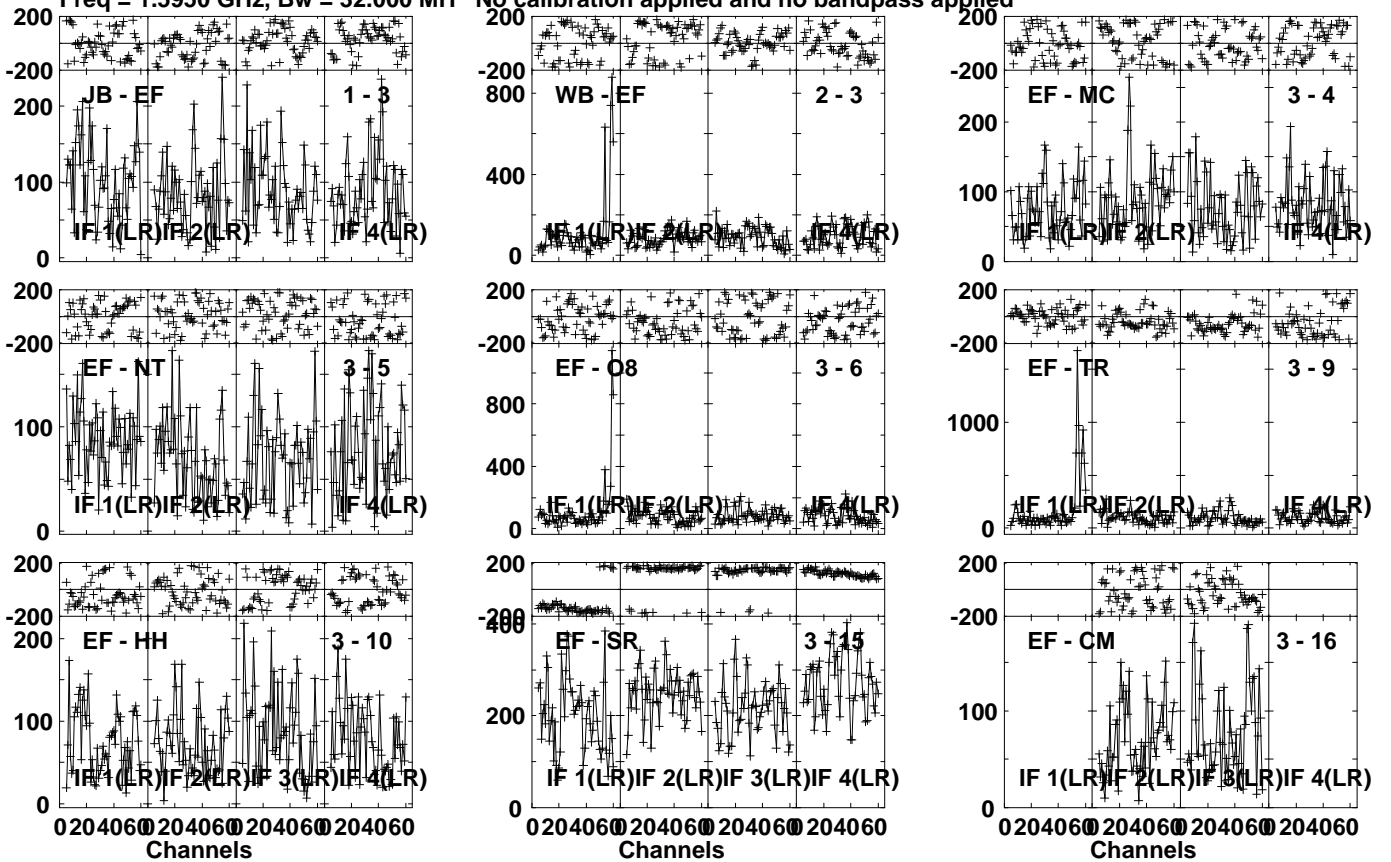 Freq = 1.5950 GHz, Bw = 32.000 MH No calibration applied and no bandpass applied
200
-200
JB - EF 1 - 3
200
100
0
IF 1(LR) IF 2(LR) IF 4(LR)
200
-200
WB - EF 2 - 3
800
400
0
IF 1(LR) IF 2(LR) IF 4(LR)
200
-200
EF - MC 3 - 4
200
100
0
IF 1(LR) IF 2(LR) IF 4(LR)
200
-200
EF - NT 3 - 5
100
0
IF 1(LR) IF 2(LR) IF 4(LR)
200
-200
EF - O8 3 - 6
800
400
0
IF 1(LR) IF 2(LR) IF 4(LR)
200
-200
EF - TR 3 - 9
1000
0
IF 1(LR) IF 2(LR) IF 4(LR)
200
-200
EF - HH 3 - 10
200
100
0
IF 1(LR) IF 2(LR) IF 3(LR) IF 4(LR)
0 20 40 60 0 20 40 60 0 20 40 60 0 20 40 60
Channels
200
-200
EF - SR 3 - 15
400
200
0
IF 1(LR) IF 2(LR) IF 3(LR) IF 4(LR)
0 20 40 60 0 20 40 60 0 20 40 60 0 20 40 60
Channels
200
-200
EF - CM 3 - 16
100
0
IF 1(LR) IF 2(LR) IF 3(LR) IF 4(LR)
0 20 40 60 0 20 40 60 0 20 40 60 0 20 40 60
Channels